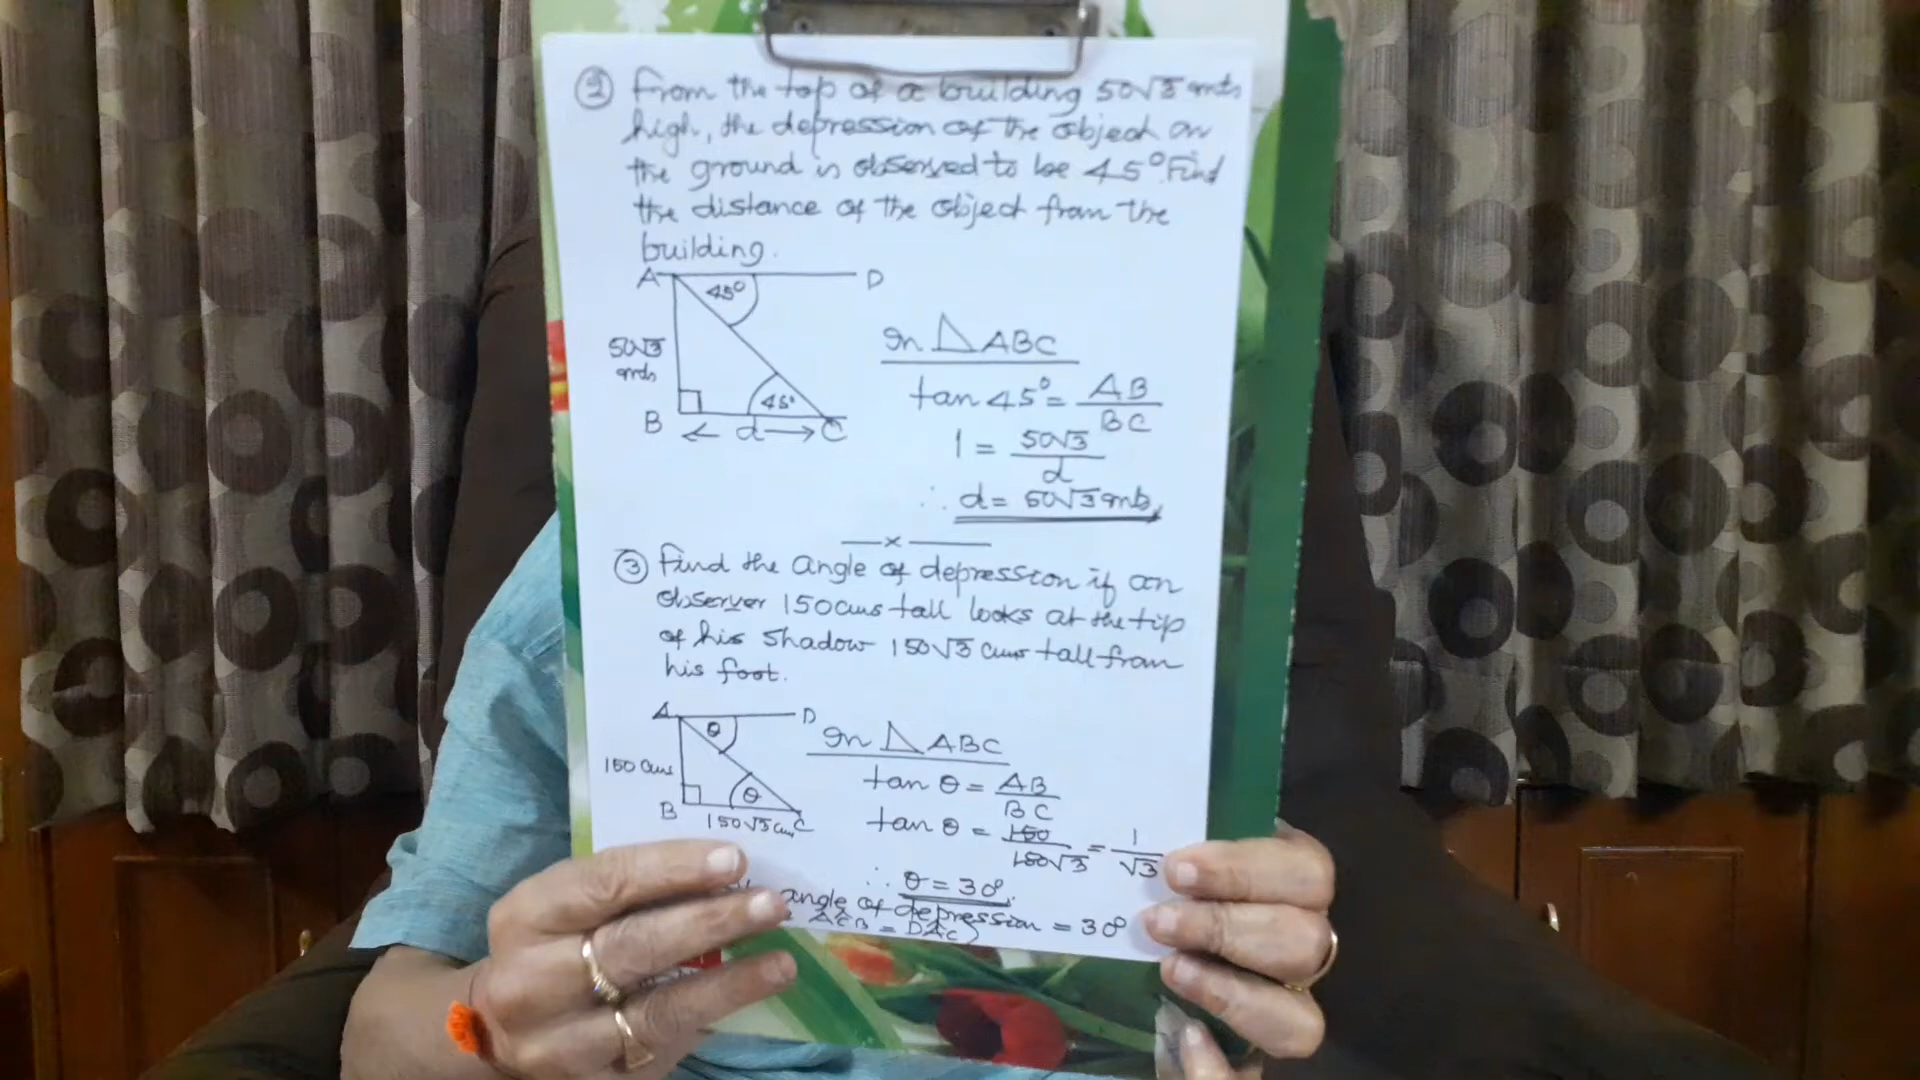 ② From the top of a building 50√3 mts
high, the depression of the object on
the ground is observed to be 45°. Find
the distance of the object from the
building.
A D
45°
50√3
mts
45°
B ← d → C
In △ABC
tan 45° = AB/BC
1 = 50√3/d
∴ d = 50√3 mts
—x—
③ Find the angle of depression if an
observer 150 cms tall looks at the tip
of his shadow 150√3 cms tall from
his foot.
A θ D
150 cms
B θ C
150√3 cm
In △ABC
tan θ = AB/BC
tan θ = 150/150√3 = 1/√3
∴ θ = 30°.
angle of depression = 30°
AĈB = DÂC